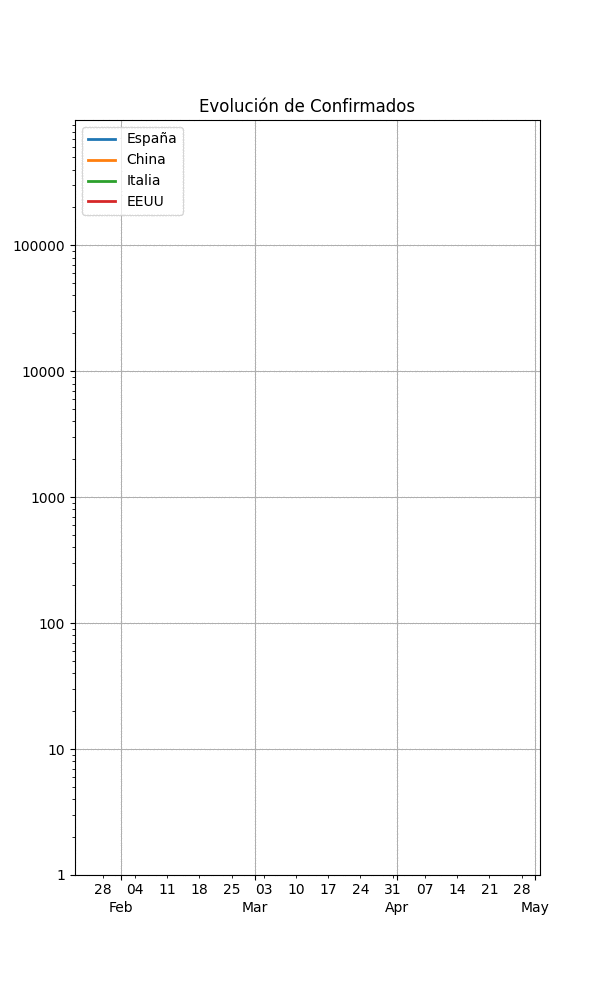 Evolución de Confirmados
España
China
Italia
EEUU
100000
10000
1000
100
10
1
28 04 11 18 25 03 10 17 24 31 07 14 21 28
Feb Mar Apr May